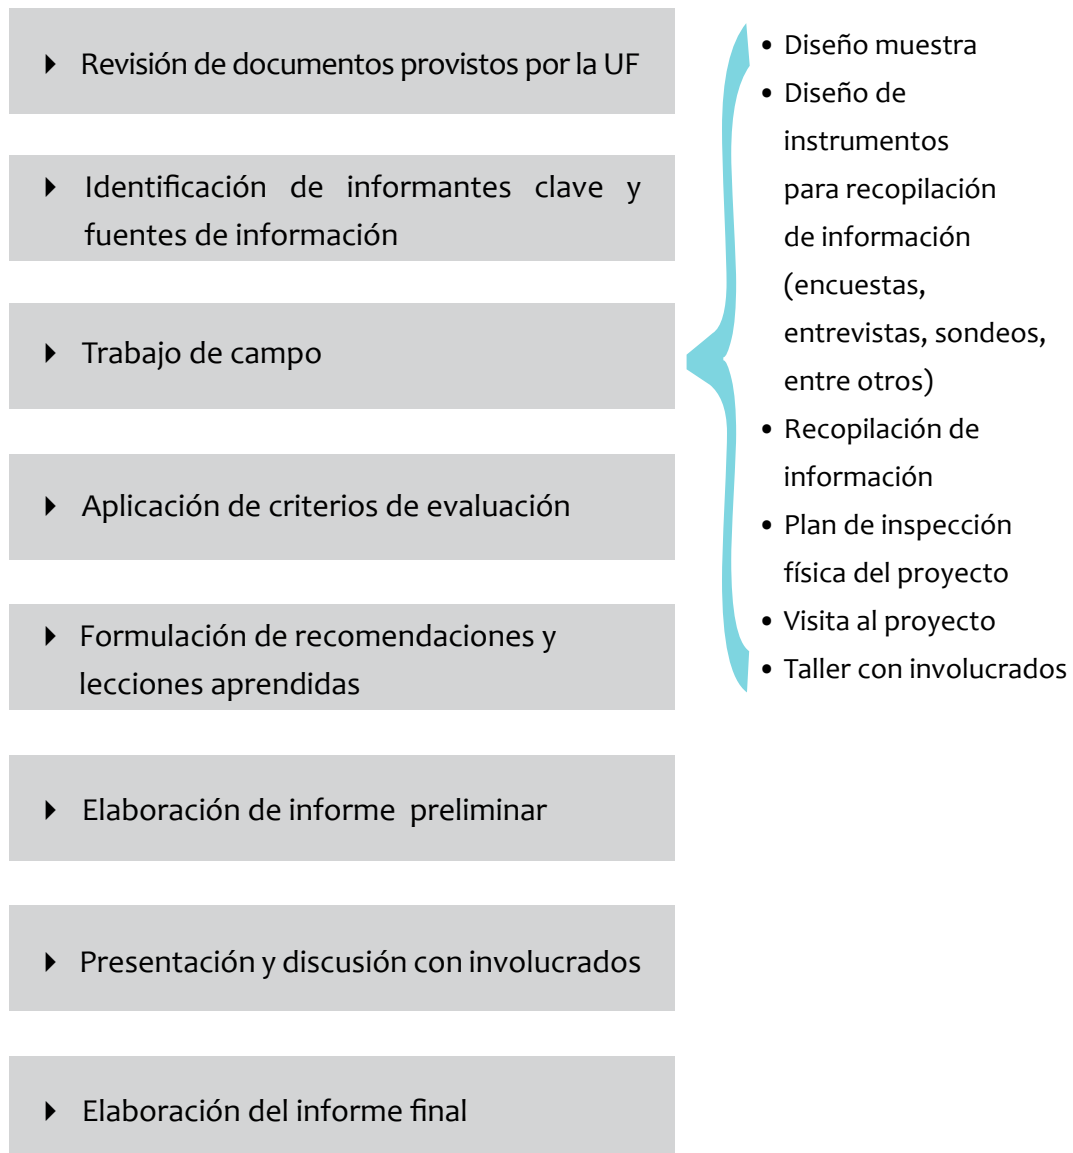 Revisión de documentos provistos por la UF
Identificación de informantes clave y
fuentes de información
Trabajo de campo
Aplicación de criterios de evaluación
Formulación de recomendaciones y
lecciones aprendidas
Elaboración de informe preliminar
Presentación y discusión con involucrados
Elaboración del informe final
• Diseño muestra
• Diseño de
instrumentos
para recopilación
de información
(encuestas,
entrevistas, sondeos,
entre otros)
• Recopilación de
información
• Plan de inspección
física del proyecto
• Visita al proyecto
• Taller con involucrados